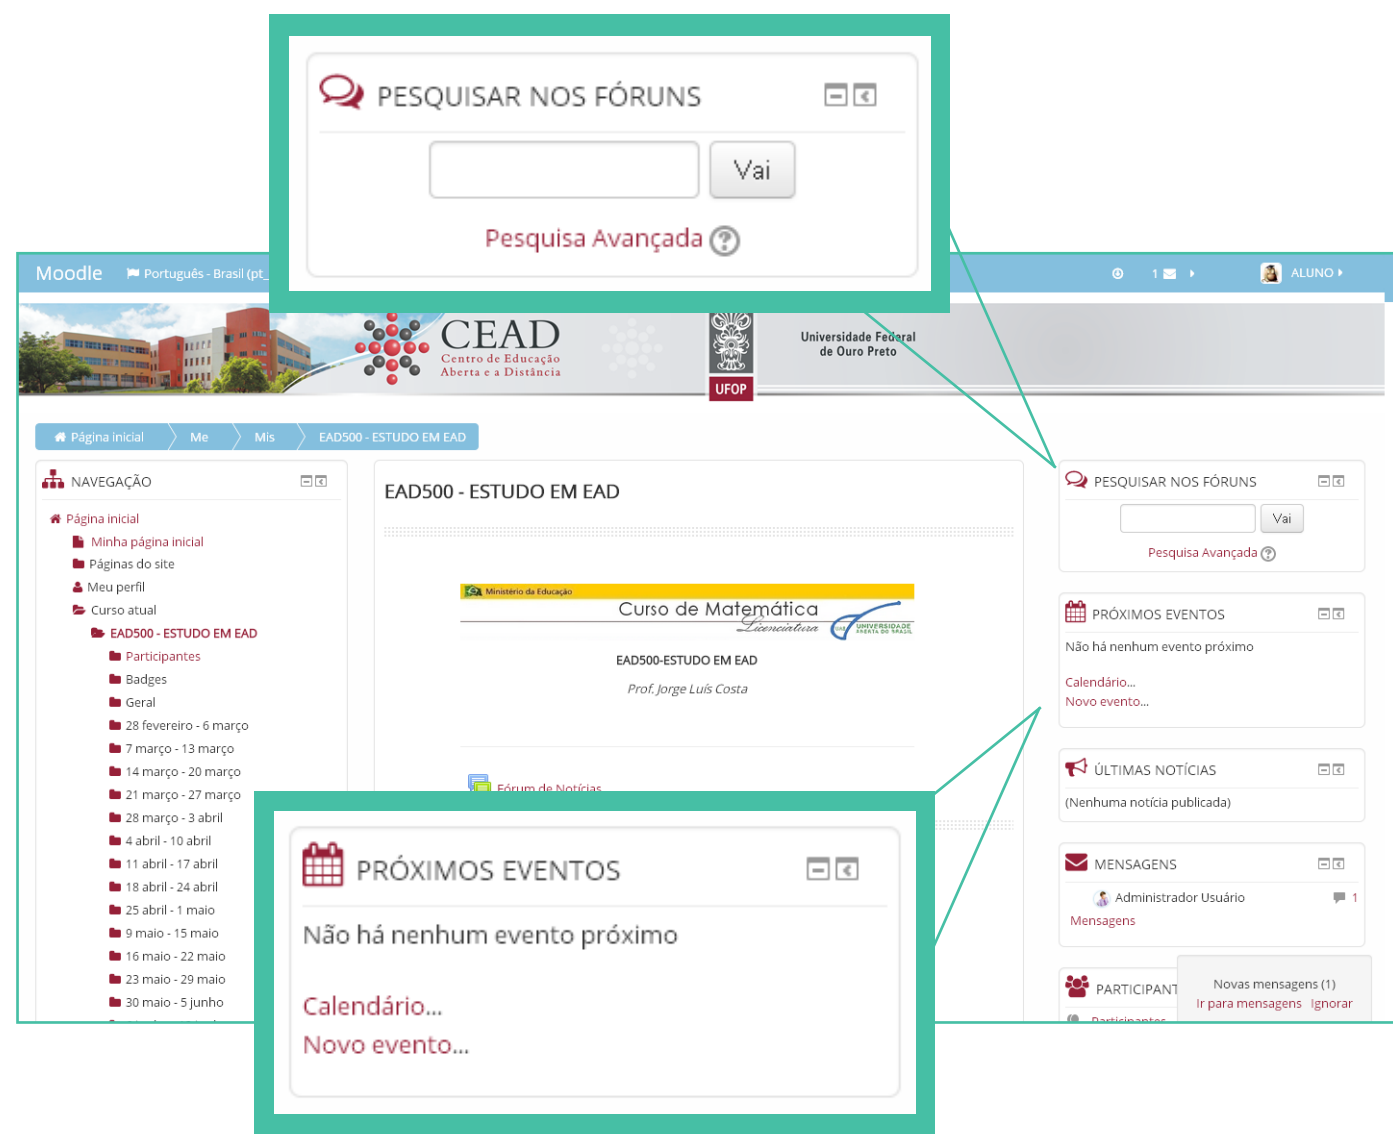 PESQUISAR NOS FÓRUNS
Vai
Pesquisa Avançada
Moodle
Português - Brasil (pt_
1
ALUNO
CEAD
Centro de Educação
Aberta e a Distância
UFOP
Universidade Federal
de Ouro Preto
Página inicial
Me
Mis
EAD500 - ESTUDO EM EAD
NAVEGAÇÃO
Página inicial
Minha página inicial
Páginas do site
Meu perfil
Curso atual
EAD500 - ESTUDO EM EAD
Participantes
Badges
Geral
28 fevereiro - 6 março
7 março - 13 março
14 março - 20 março
21 março - 27 março
28 março - 3 abril
4 abril - 10 abril
11 abril - 17 abril
18 abril - 24 abril
25 abril - 1 maio
9 maio - 15 maio
16 maio - 22 maio
23 maio - 29 maio
30 maio - 5 junho
EAD500 - ESTUDO EM EAD
Ministério da Educação
Curso de Matemática
Licenciatura
UAB UNIVERSIDADE
ABERTA DO BRASIL
EAD500-ESTUDO EM EAD
Prof. Jorge Luís Costa
Fórum de Notícias
PRÓXIMOS EVENTOS
Não há nenhum evento próximo
Calendário...
Novo evento...
PESQUISAR NOS FÓRUNS
Vai
Pesquisa Avançada
PRÓXIMOS EVENTOS
Não há nenhum evento próximo
Calendário...
Novo evento...
ÚLTIMAS NOTÍCIAS
(Nenhuma notícia publicada)
MENSAGENS
Administrador Usuário
1
Mensagens
PARTICIPANT
Participantes
Novas mensagens (1)
Ir para mensagens Ignorar